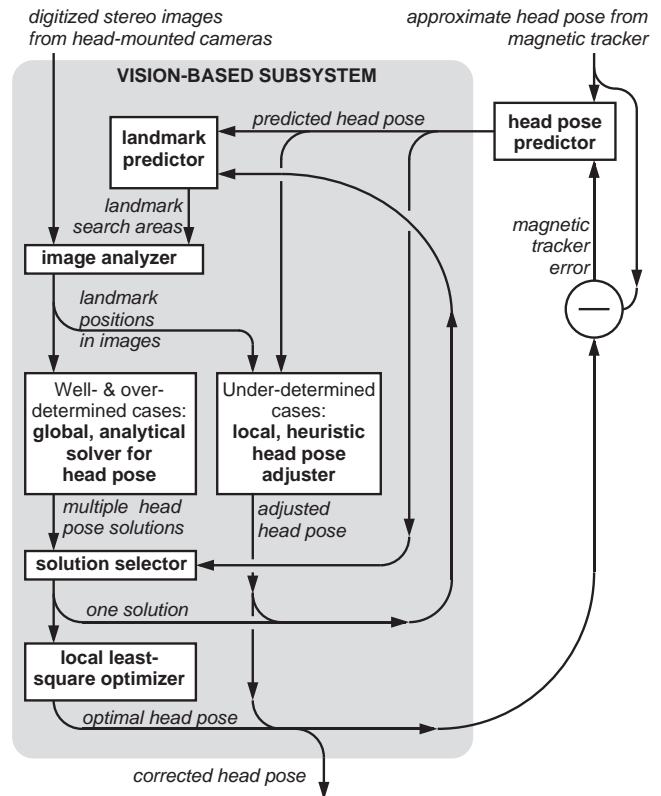 digitized stereo images
from head-mounted cameras
approximate head pose from
magnetic tracker
VISION-BASED SUBSYSTEM
predicted head pose
head pose
predictor
landmark
predictor
landmark
search areas
magnetic
tracker
error
image analyzer
landmark
positions
in images
Well- & over-
determined cases:
global, analytical
solver for
head pose
Under-determined
cases:
local, heuristic
head pose
adjuster
multiple head
pose solutions
adjusted
head pose
solution selector
one solution
local least-
square optimizer
optimal head pose
corrected head pose